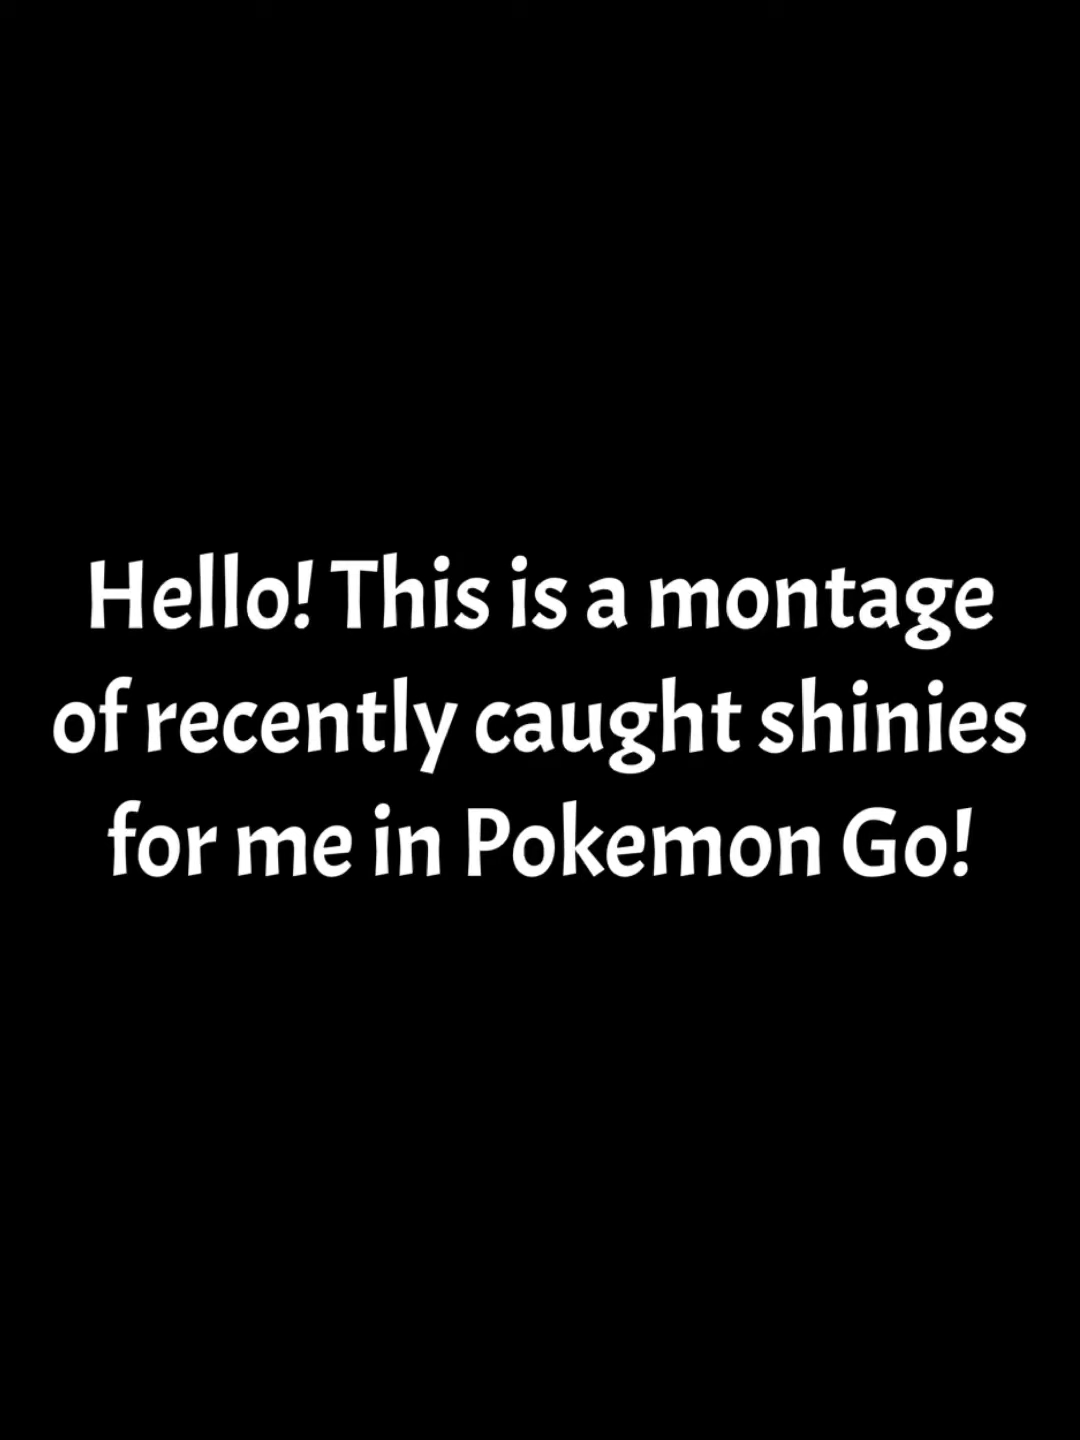 Hello! This is a montage
of recently caught shinies
for me in Pokemon Go!